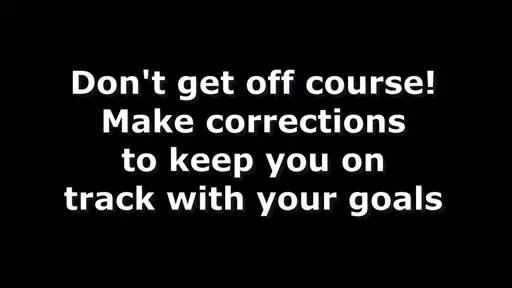 Don't get off course!
Make corrections
to keep you on
track with your goals